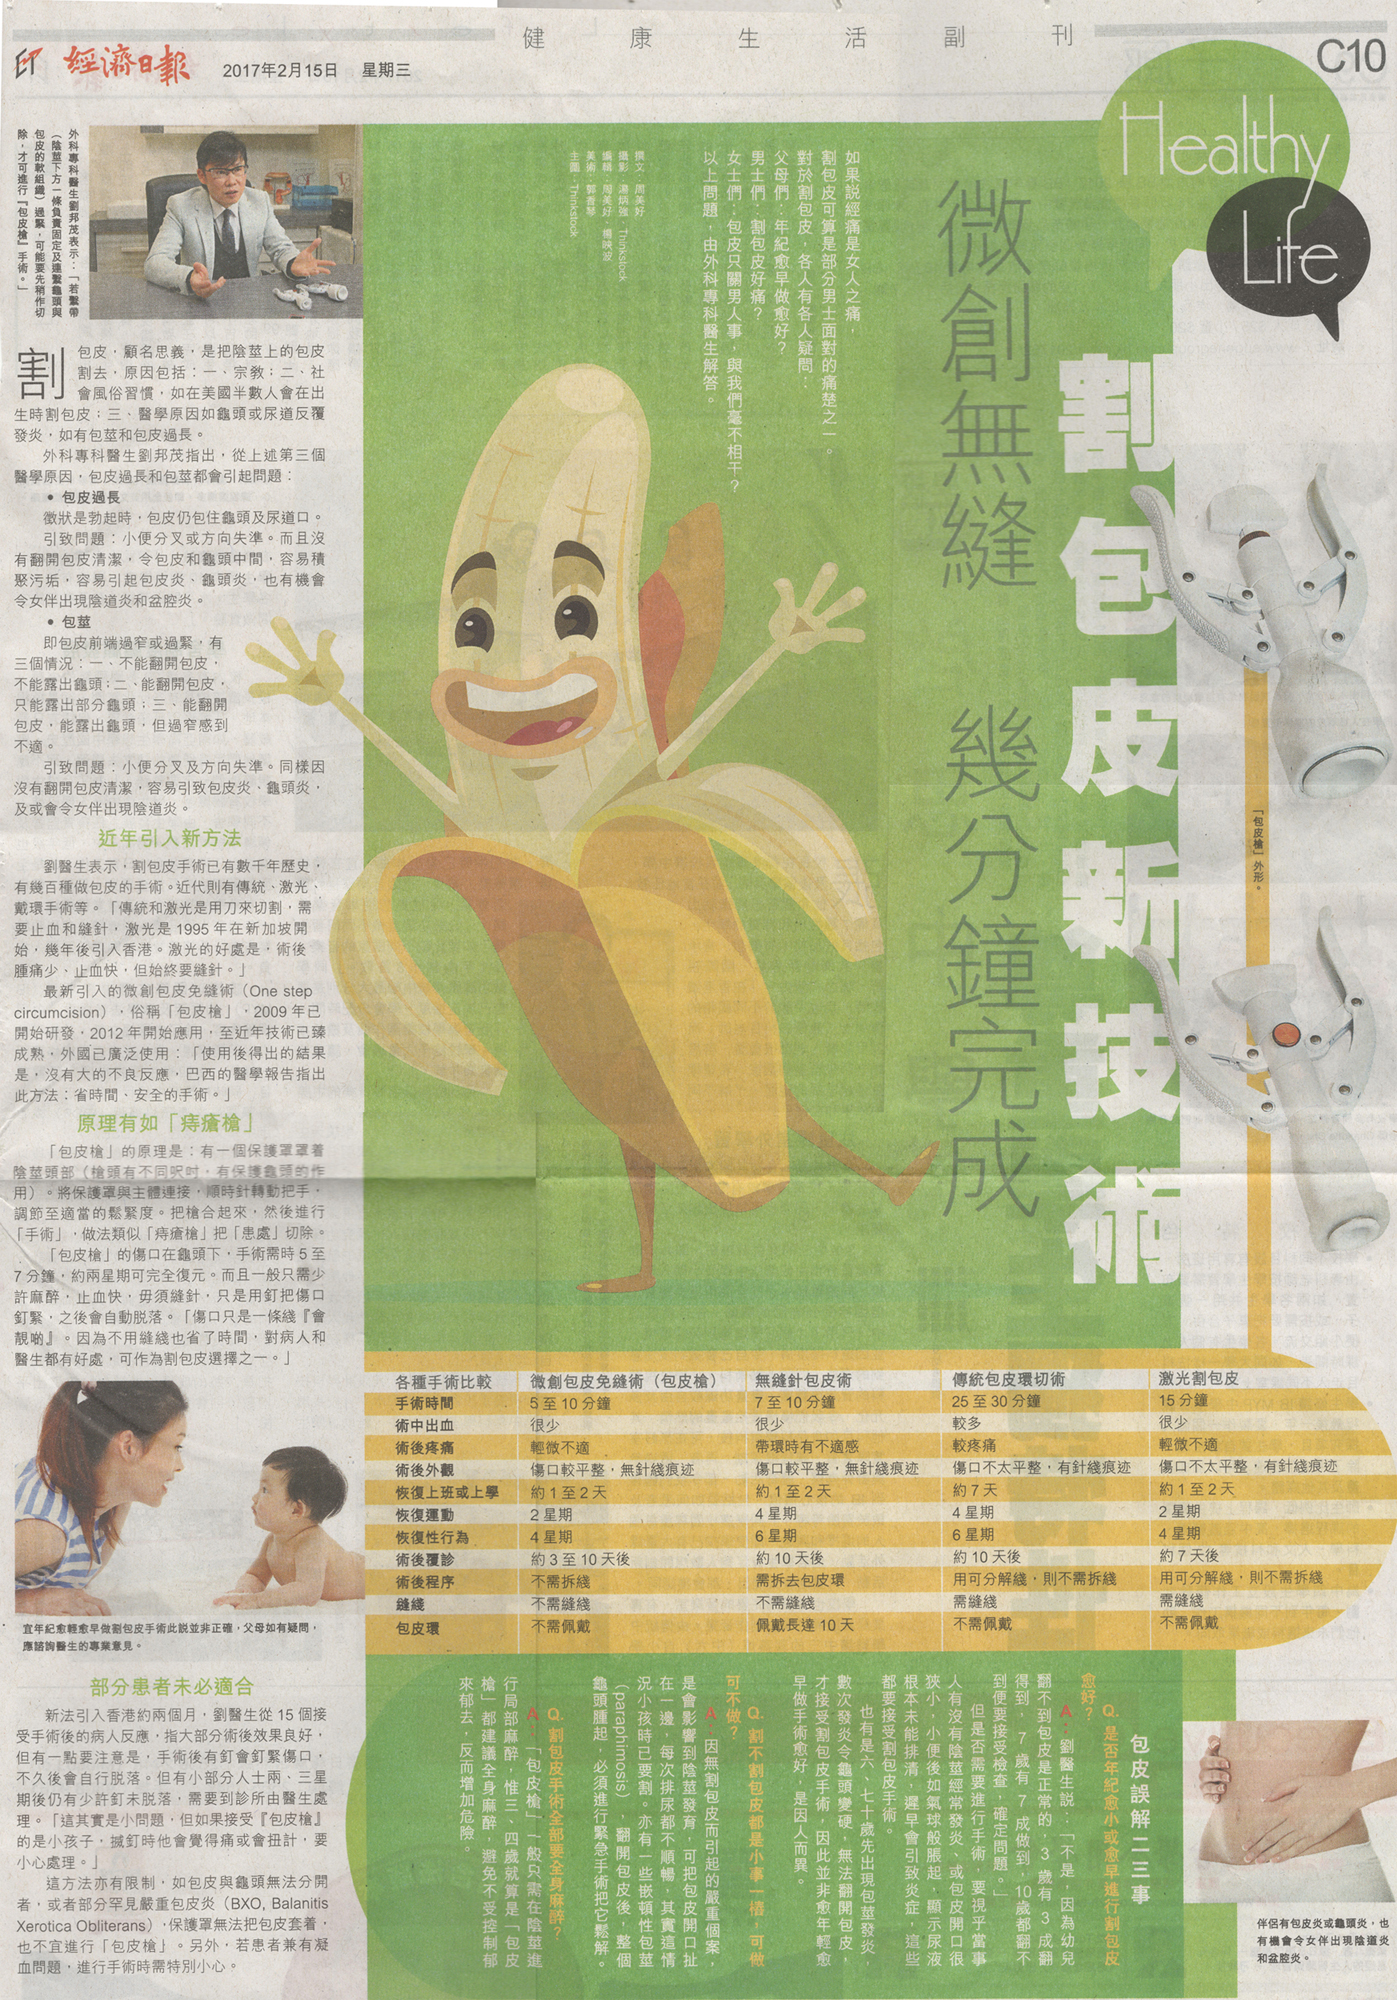 健康生活副刊
經濟日報
2017年2月15日 星期三
C10
Healthy
Life
微創無縫 幾分鐘完成
割包皮新技術
如果說經痛是女人之痛,
割包皮可算是部分男士面對的痛楚之一。
對於割包皮,各人有各人疑問:
父母們:年紀愈早做愈好?
男士們:割包皮好痛?
女士們:包皮只關男人事,與我們毫不相干?
以上問題,由外科專科醫生解答。
撰文:周美好
攝影:湯炳強 Thinkstock
編輯:周美好、楊映波
美術:郭香琴
主圖:Thinkstock
外科專科醫生劉邦茂表示:「若繫帶
(陰莖下方一條負責固定及連繫龜頭與
包皮的軟組織)過緊,可能要先稍作切
除,才可進行『包皮槍』手術。」
割包皮,顧名思義,是把陰莖上的包皮
割去,原因包括:一、宗教;二、社
會風俗習慣,如在美國半數人會在出
生時割包皮;三、醫學原因如龜頭或尿道反覆
發炎,如有包莖和包皮過長。
外科專科醫生劉邦茂指出,從上述第三個
醫學原因,包皮過長和包莖都會引起問題:
• 包皮過長
徵狀是勃起時,包皮仍包住龜頭及尿道口。
引致問題:小便分叉或方向失準。而且沒
有翻開包皮清潔,令包皮和龜頭中間,容易積
聚污垢,容易引起包皮炎、龜頭炎,也有機會
令女伴出現陰道炎和盆腔炎。
• 包莖
即包皮前端過窄或過緊,有
三個情況:一、不能翻開包皮,
不能露出龜頭;二、能翻開包皮,
只能露出部分龜頭;三、能翻開
包皮,能露出龜頭,但過窄感到
不適。
引致問題:小便分叉及方向失準。同樣因
沒有翻開包皮清潔,容易引致包皮炎、龜頭炎,
及或會令女伴出現陰道炎。
近年引入新方法
劉醫生表示,割包皮手術已有數千年歷史,
有幾百種做包皮的手術。近代則有傳統、激光、
戴環手術等。「傳統和激光是用刀來切割,需
要止血和縫針,激光是 1995 年在新加坡開
始,幾年後引入香港。激光的好處是,術後
腫痛少、止血快,但始終要縫針。」
最新引入的微創包皮免縫術(One step
circumcision),俗稱「包皮槍」,2009 年已
開始研發,2012 年開始應用,至近年技術已臻
成熟,外國已廣泛使用:「使用後得出的結果
是,沒有大的不良反應,巴西的醫學報告指出
此方法:省時間、安全的手術。」
原理有如「痔瘡槍」
「包皮槍」的原理是:有一個保護罩罩着
陰莖頭部(槍頭有不同呎吋,有保護龜頭的作
用)。將保護罩與主體連接,順時針轉動把手,
調節至適當的鬆緊度。把槍合起來,然後進行
「手術」,做法類似「痔瘡槍」把「患處」切除。
「包皮槍」的傷口在龜頭下,手術需時 5 至
7 分鐘,約兩星期可完全復元。而且一般只需少
許麻醉,止血快,毋須縫針,只是用釘把傷口
釘緊,之後會自動脫落。「傷口只是一條綫『會
靚啲』。因為不用縫綫也省了時間,對病人和
醫生都有好處,可作為割包皮選擇之一。」
宜年紀愈輕愈早做割包皮手術此說並非正確,父母如有疑問,
應諮詢醫生的專業意見。
部分患者未必適合
新法引入香港約兩個月,劉醫生從 15 個接
受手術後的病人反應,指大部分術後效果良好,
但有一點要注意是,手術後有釘會釘緊傷口,
不久後會自行脫落。但有小部分人士兩、三星
期後仍有少許釘未脫落,需要到診所由醫生處
理。「這其實是小問題,但如果接受『包皮槍』
的是小孩子,搣釘時他會覺得痛或會扭計,要
小心處理。」
這方法亦有限制,如包皮與龜頭無法分開
者,或者部分罕見嚴重包皮炎(BXO, Balanitis
Xerotica Obliterans),保護罩無法把包皮套着,
也不宜進行「包皮槍」。另外,若患者兼有凝
血問題,進行手術時需特別小心。
「包皮槍」外形。
各種手術比較 微創包皮免縫術(包皮槍) 無縫針包皮術 傳統包皮環切術 激光割包皮
手術時間 5 至 10 分鐘 7 至 10 分鐘 25 至 30 分鐘 15 分鐘
術中出血 很少 很少 較多 很少
術後疼痛 輕微不適 帶環時有不適感 較疼痛 輕微不適
術後外觀 傷口較平整,無針綫痕迹 傷口較平整,無針綫痕迹 傷口不太平整,有針綫痕迹 傷口不太平整,有針綫痕迹
恢復上班或上學 約 1 至 2 天 約 1 至 2 天 約 7 天 約 1 至 2 天
恢復運動 2 星期 4 星期 4 星期 2 星期
恢復性行為 4 星期 6 星期 6 星期 4 星期
術後覆診 約 3 至 10 天後 約 10 天後 約 10 天後 約 7 天後
術後程序 不需拆綫 需拆去包皮環 用可分解綫,則不需拆綫 用可分解綫,則不需拆綫
縫綫 不需縫綫 不需縫綫 需縫綫 需縫綫
包皮環 不需佩戴 佩戴長達 10 天 不需佩戴 不需佩戴
包皮誤解二三事
Q. 是否年紀愈小或愈早進行割包皮
愈好?
A:劉醫生說:「不是,因為幼兒
翻不到包皮是正常的,3 歲有 3 成翻
得到,7 歲有 7 成做到,10歲都翻不
到便要接受檢查,確定問題。」
但是否需要進行手術,要視乎當事
人有沒有陰莖經常發炎、或包皮開口很
狹小,小便後如氣球般脹起,顯示尿液
根本未能排清,遲早會引致炎症,這些
都要接受割包皮手術。
也有是六、七十歲先出現包莖發炎,
數次發炎令龜頭變硬,無法翻開包皮,
才接受割包皮手術,因此並非愈年輕愈
早做手術愈好,是因人而異。
Q. 割不割包皮都是小事一樁,可做
可不做?
A:因無割包皮而引起的嚴重個案,
是會影響到陰莖發育,可把包皮開口扯
在一邊,每次排尿都不順暢,其實這情
況小孩時已要割。亦有一些嵌頓性包莖
(paraphimosis),翻開包皮後,整個
龜頭腫起,必須進行緊急手術把它鬆解。
Q. 割包皮手術全部要全身麻醉?
A:「包皮槍」一般只需在陰莖進
行局部麻醉,惟三、四歲就算是「包皮
槍」都建議全身麻醉,避免不受控制郁
來郁去,反而增加危險。
伴侶有包皮炎或龜頭炎,也
有機會令女伴出現陰道炎
和盆腔炎。